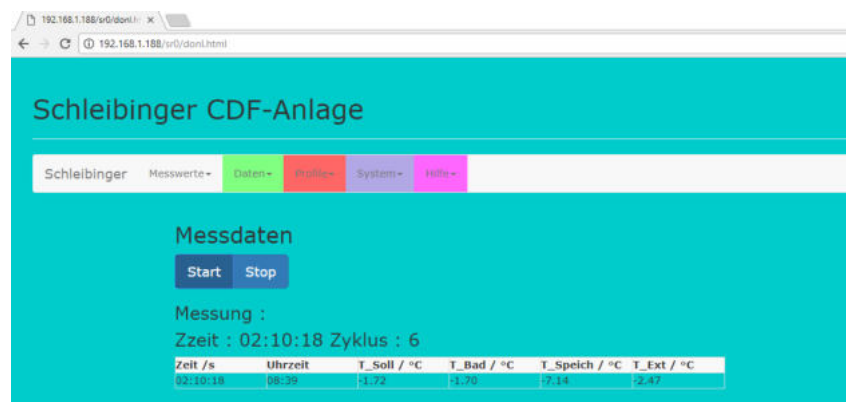 192.168.1.188/sr0/donl.h
192.168.1.188/sr0/donl.html
Schleibinger CDF-Anlage
Schleibinger Messwerte Daten Profile System Hilfe
Messdaten
Start Stop
Messung :
Zzeit : 02:10:18 Zyklus : 6
Zeit /s Uhrzeit T_Soll / °C T_Bad / °C T_Speich / °C T_Ext / °C
02:10:18 08:39 -1.72 -1.70 -7.14 -2.47